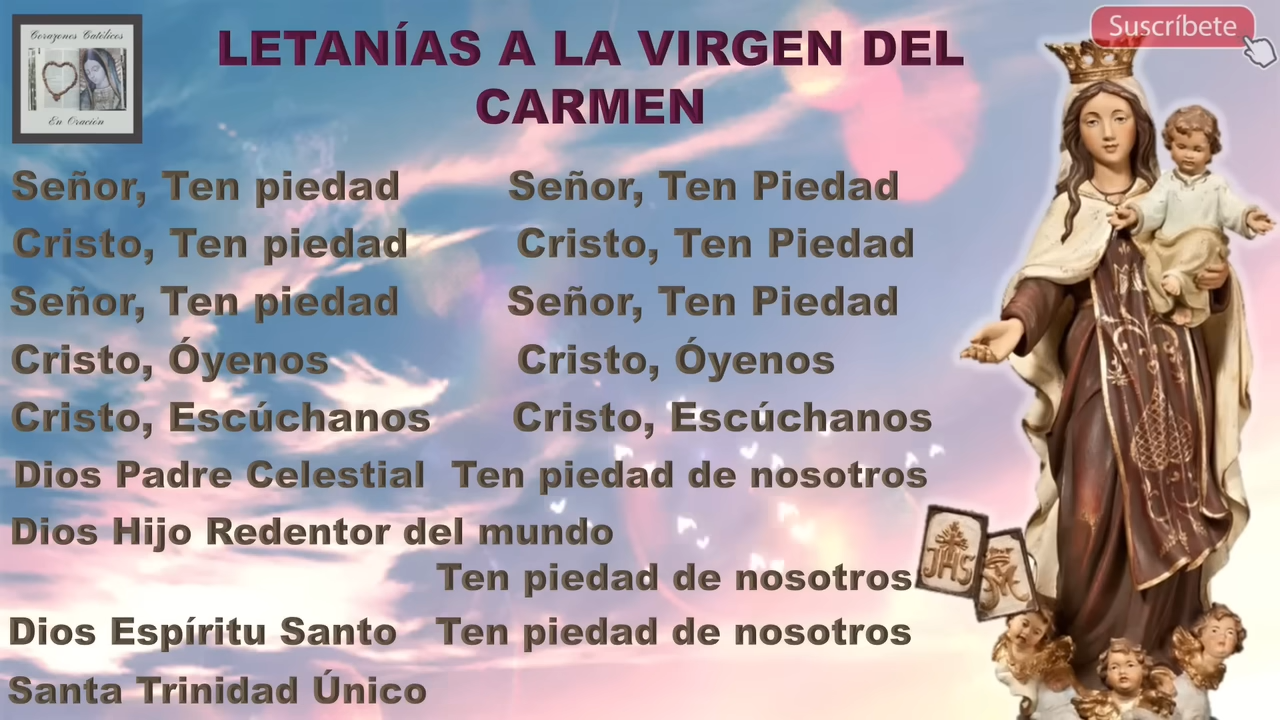 Corazones Católicos
En Oración
Suscríbete
LETANÍAS A LA VIRGEN DEL
CARMEN
Señor, Ten piedad Señor, Ten Piedad
Cristo, Ten piedad Cristo, Ten Piedad
Señor, Ten piedad Señor, Ten Piedad
Cristo, Óyenos Cristo, Óyenos
Cristo, Escúchanos Cristo, Escúchanos
Dios Padre Celestial Ten piedad de nosotros
Dios Hijo Redentor del mundo
Ten piedad de nosotros
JHS
Dios Espíritu Santo Ten piedad de nosotros
Santa Trinidad Único